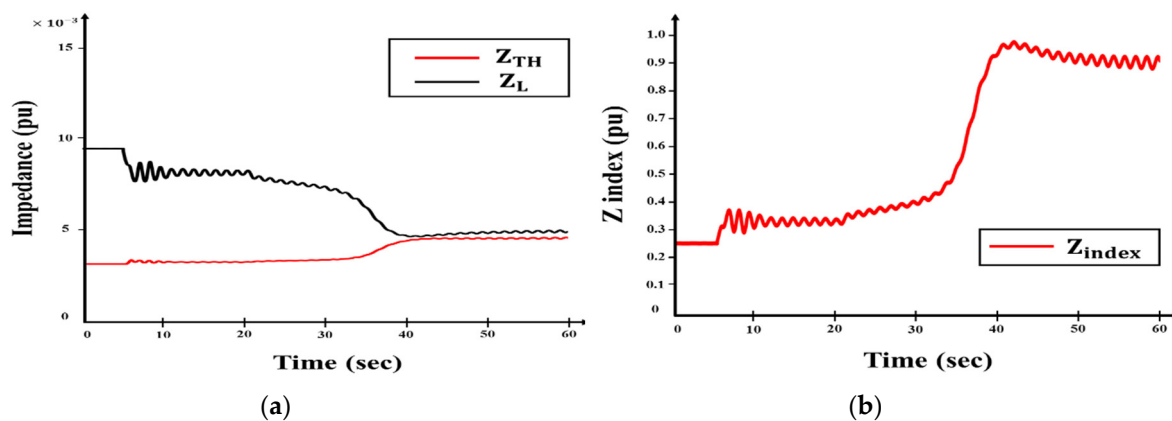 × 10⁻³
15
10
5
0
Impedance (pu)
Z_TH
Z_L
0 10 20 30 40 50 60
Time (sec)
(a)
1.0
0.9
0.8
0.7
0.6
0.5
0.4
0.3
0.2
0.1
0
Z index (pu)
Z_index
0 10 20 30 40 50 60
Time (sec)
(b)